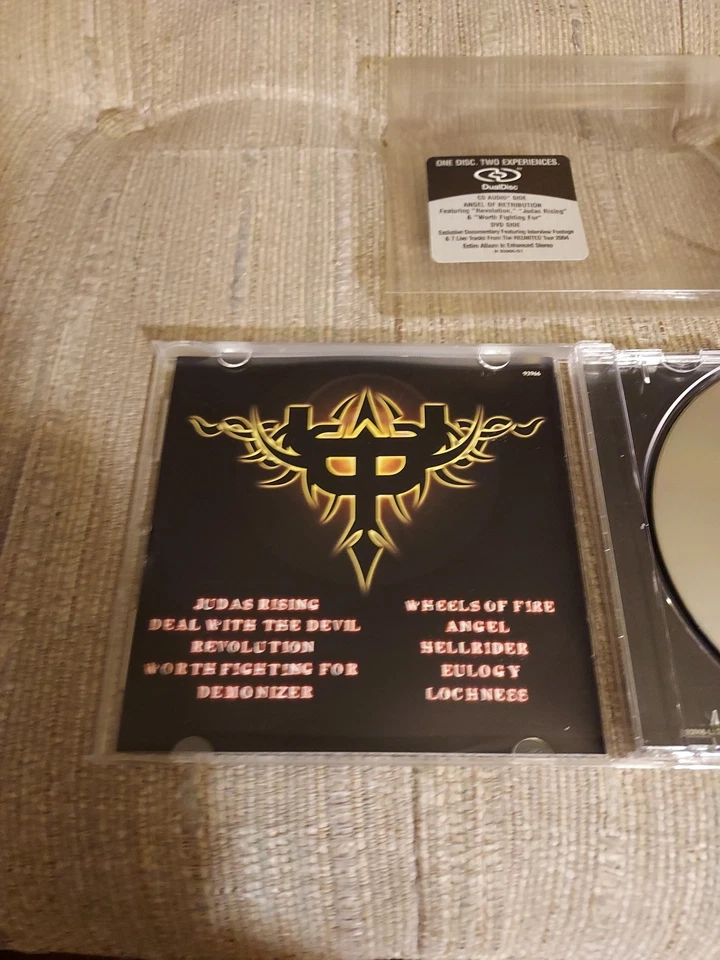 ONE DISC. TWO EXPERIENCES.
DualDisc
CD AUDIO* SIDE
ANGEL OF RETRIBUTION
Featuring "Revolution," "Judas Rising"
& "Worth Fighting For"
DVD SIDE
Exclusive Documentary Featuring Interview Footage
& 7 Live Tracks From The REUNITED Tour 2004
Entire Album In Enhanced Stereo
93966
JUDAS RISING
DEAL WITH THE DEVIL
REVOLUTION
WORTH FIGHTING FOR
DEMONIZER
WHEELS OF FIRE
ANGEL
HELLRIDER
EULOGY
LOCHNESS